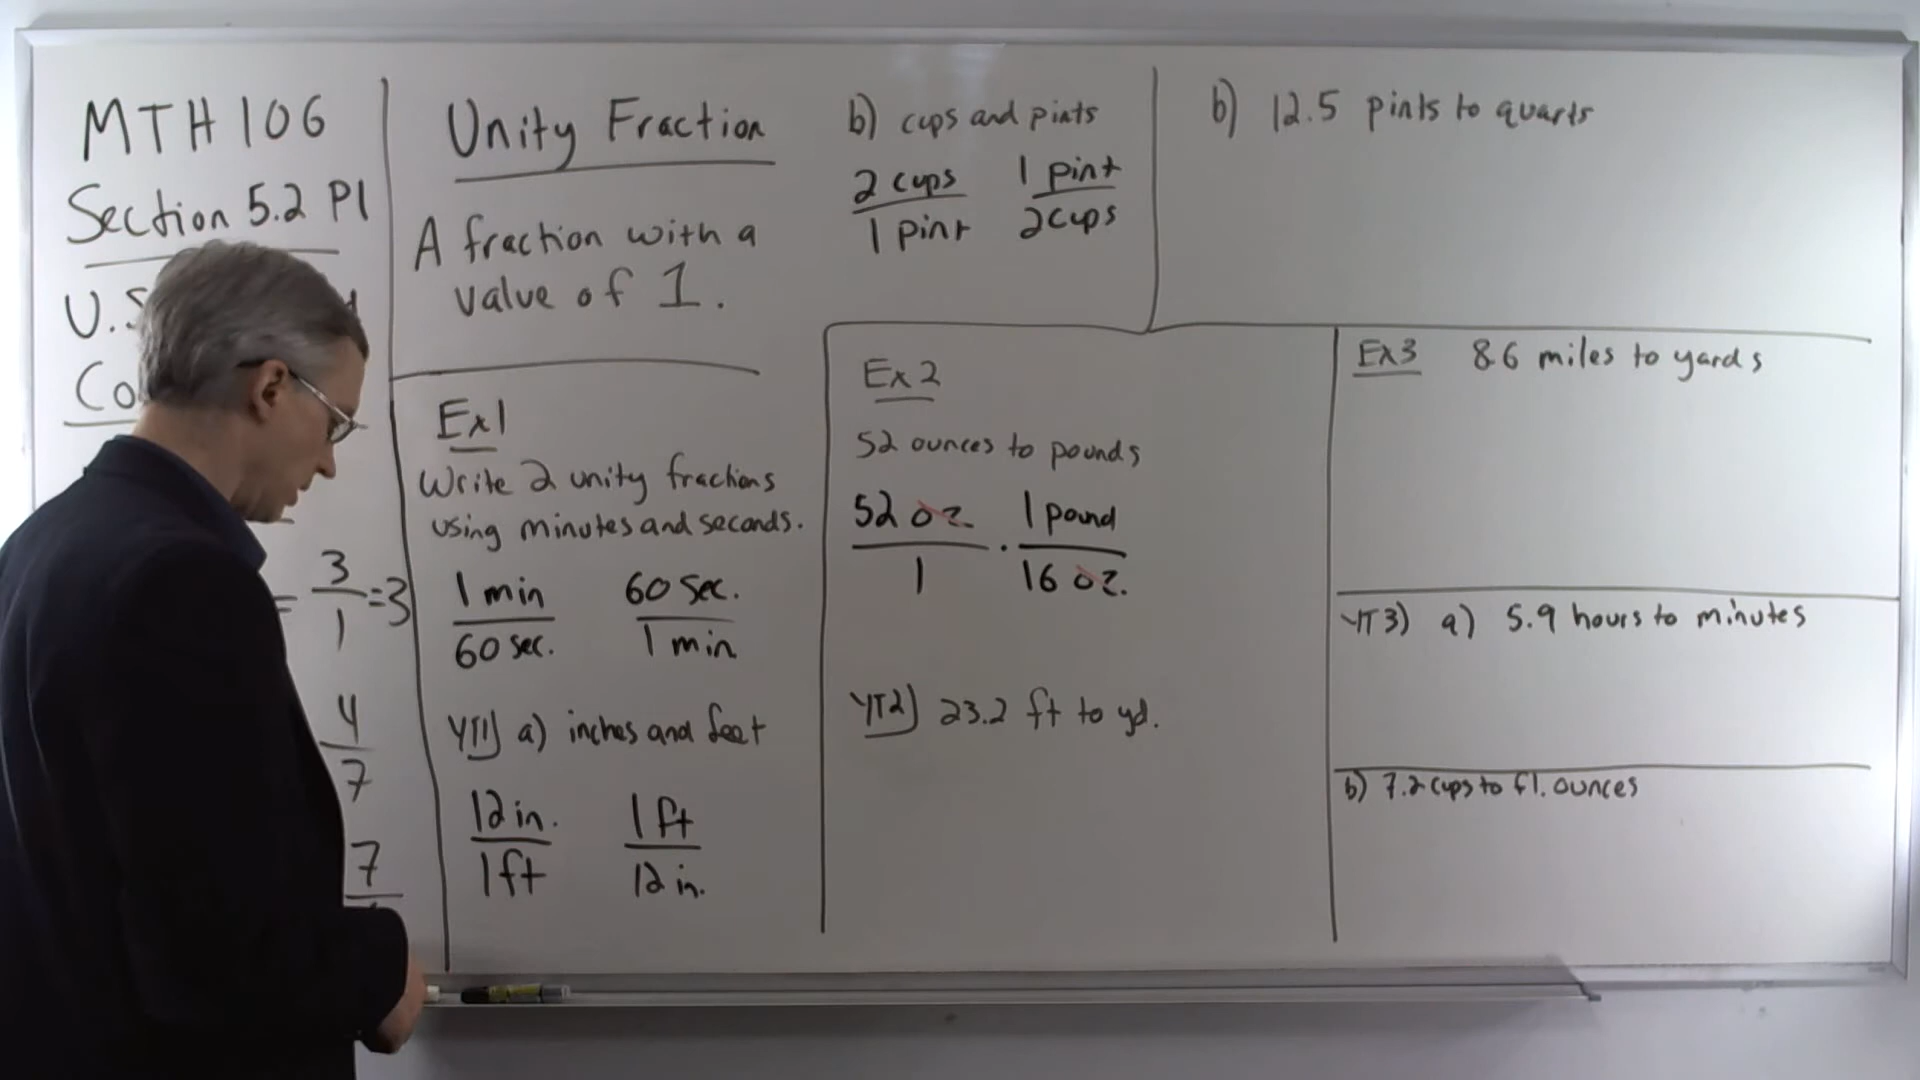 MTH 106
Section 5.2 P1
U.S.
Co
= 3/1 = 3
4/7
7
Unity Fraction
A fraction with a
value of 1.
Ex1
Write 2 unity fractions
using minutes and seconds.
1 min / 60 sec. 60 sec. / 1 min
YT1) a) inches and feet
12 in. / 1 ft 1 ft / 12 in.
b) cups and pints
2 cups / 1 pint 1 pint / 2 cups
Ex 2
52 ounces to pounds
52 oz. / 1 · 1 pound / 16 oz.
YT2) 23.2 ft to yd.
b) 12.5 pints to quarts
Ex3 8.6 miles to yards
YT3) a) 5.9 hours to minutes
b) 7.2 cups to fl. ounces